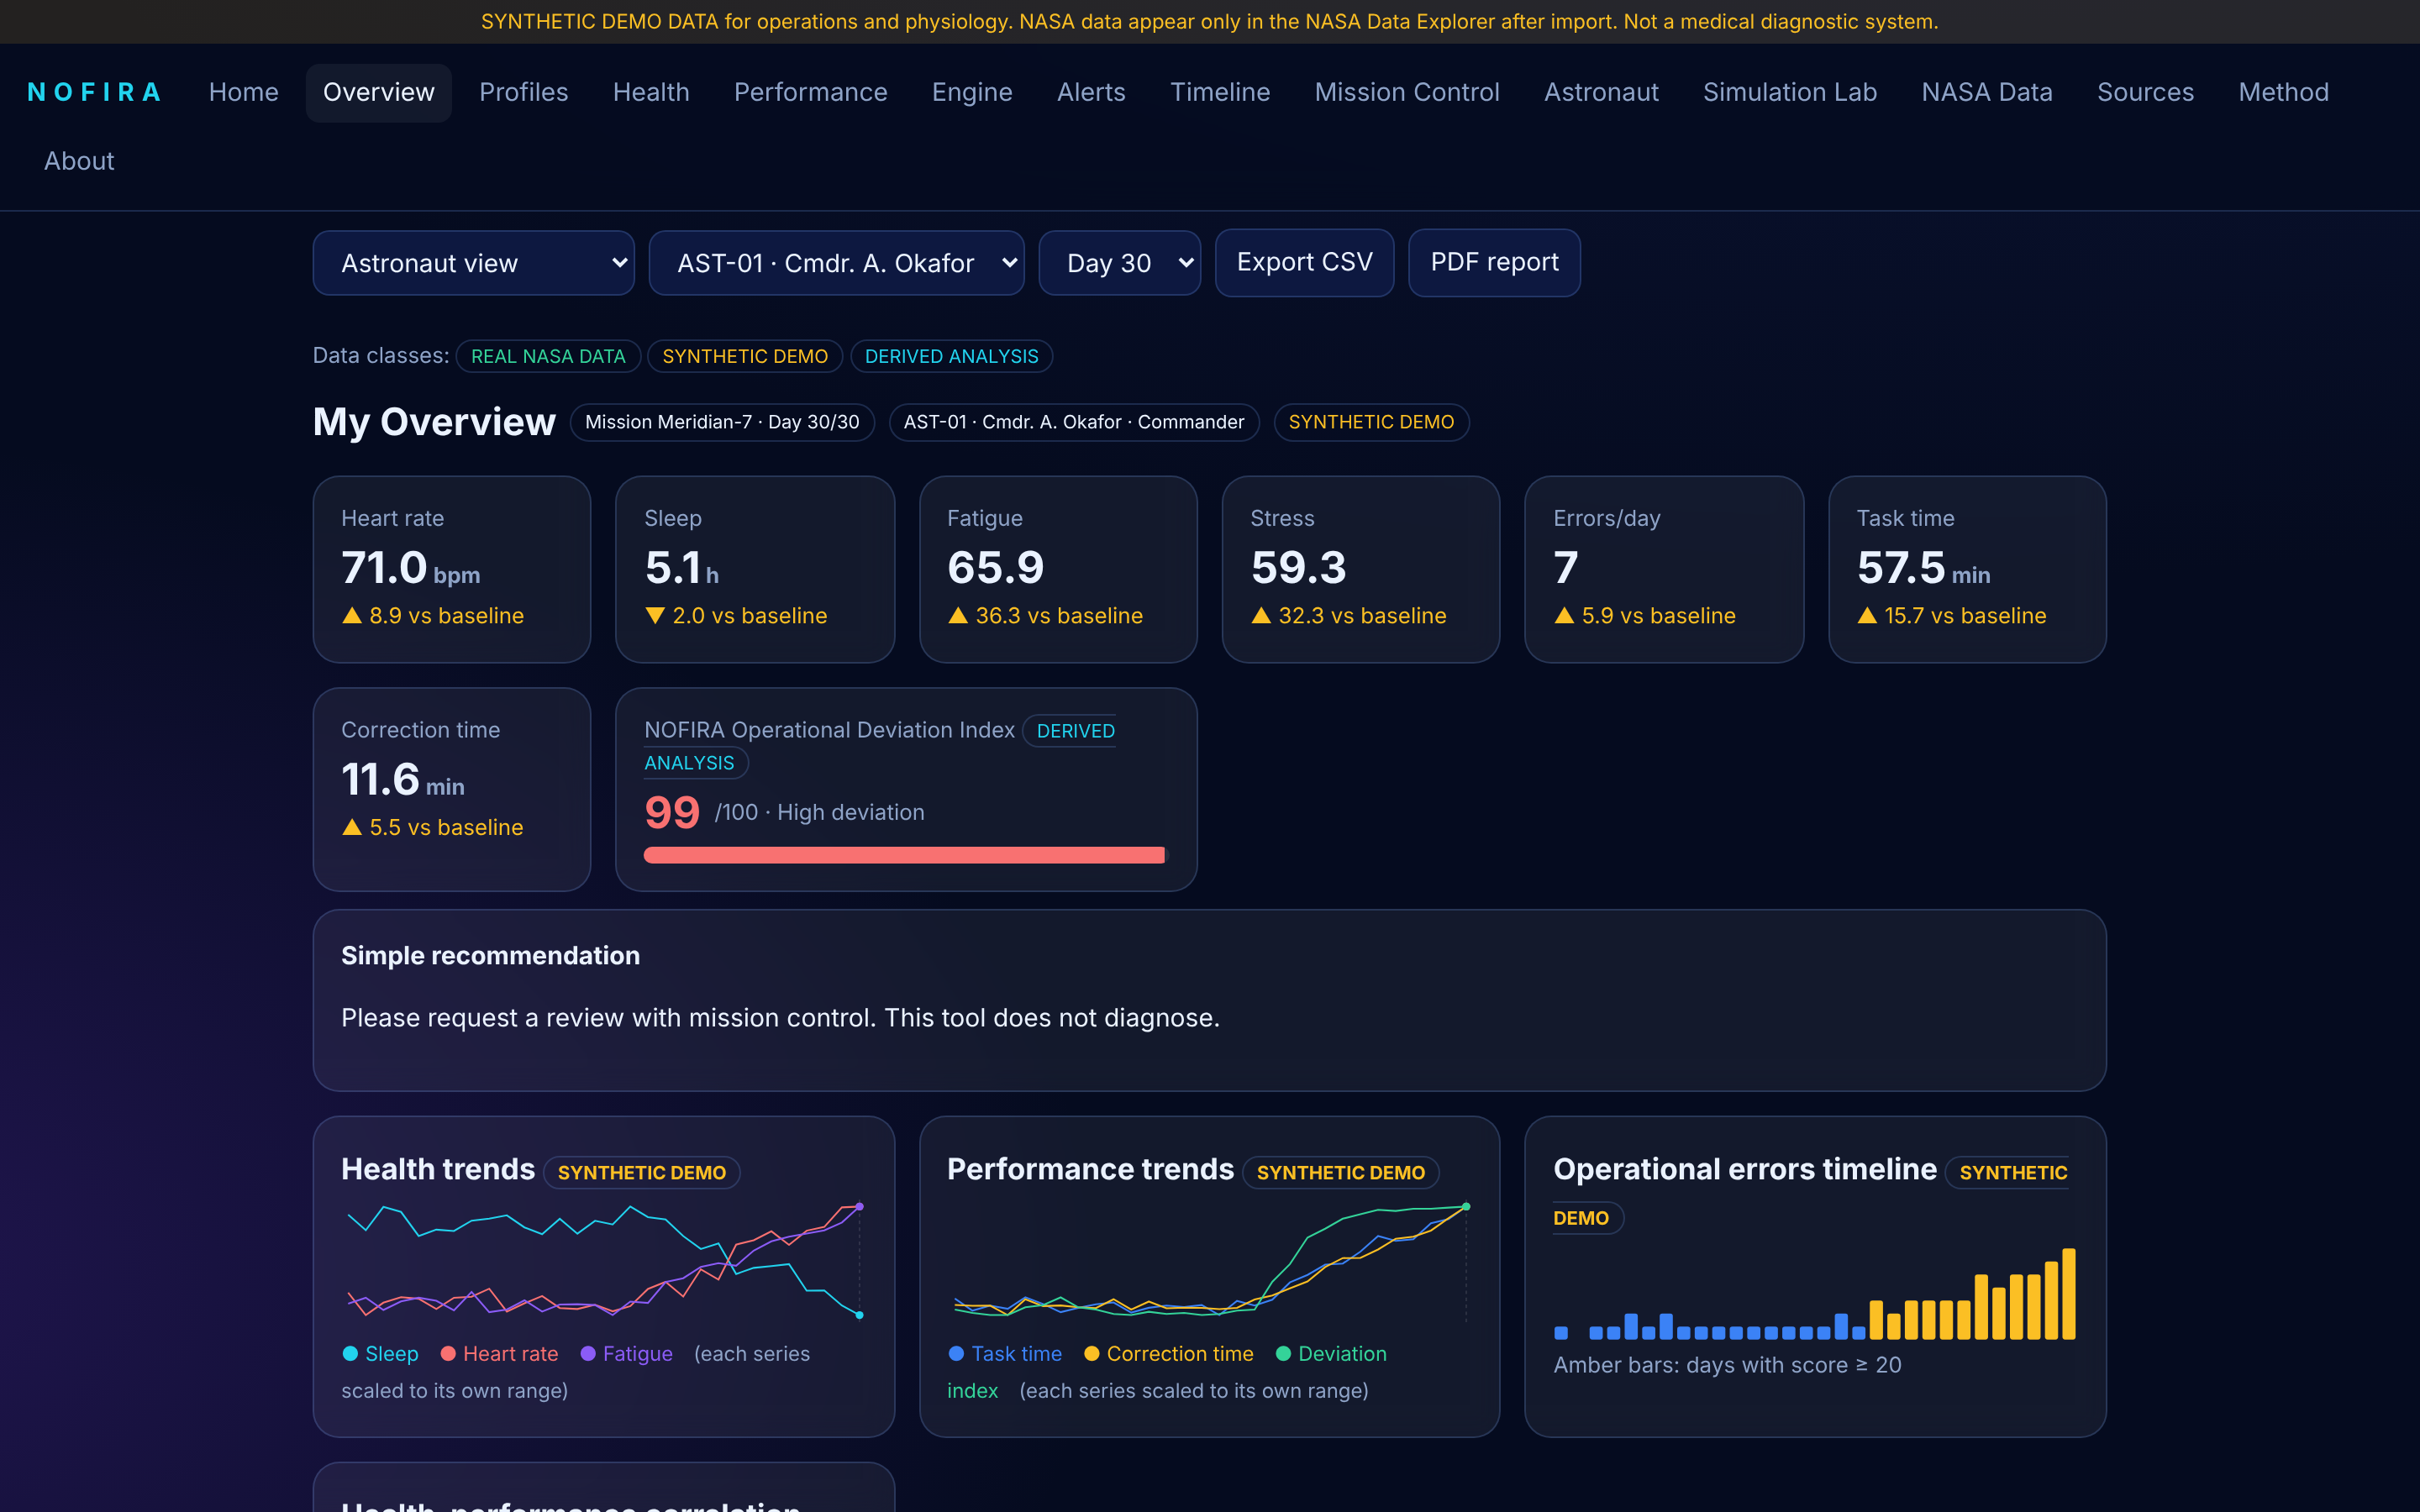 SYNTHETIC DEMO DATA for operations and physiology. NASA data appear only in the NASA Data Explorer after import. Not a medical diagnostic system.
NOFIRA Home Overview Profiles Health Performance Engine Alerts Timeline Mission Control Astronaut Simulation Lab NASA Data Sources Method
About
Astronaut view AST-01 · Cmdr. A. Okafor Day 30 Export CSV PDF report
Data classes: REAL NASA DATA SYNTHETIC DEMO DERIVED ANALYSIS
My Overview Mission Meridian-7 · Day 30/30 AST-01 · Cmdr. A. Okafor · Commander SYNTHETIC DEMO
Heart rate
71.0 bpm
▲ 8.9 vs baseline
Sleep
5.1 h
▼ 2.0 vs baseline
Fatigue
65.9
▲ 36.3 vs baseline
Stress
59.3
▲ 32.3 vs baseline
Errors/day
7
▲ 5.9 vs baseline
Task time
57.5 min
▲ 15.7 vs baseline
Correction time
11.6 min
▲ 5.5 vs baseline
NOFIRA Operational Deviation Index DERIVED
ANALYSIS
99 /100 · High deviation
Simple recommendation
Please request a review with mission control. This tool does not diagnose.
Health trends SYNTHETIC DEMO
Sleep Heart rate Fatigue (each series
scaled to its own range)
Performance trends SYNTHETIC DEMO
Task time Correction time Deviation
index (each series scaled to its own range)
Operational errors timeline SYNTHETIC
DEMO
Amber bars: days with score ≥ 20
Health-performance correlation